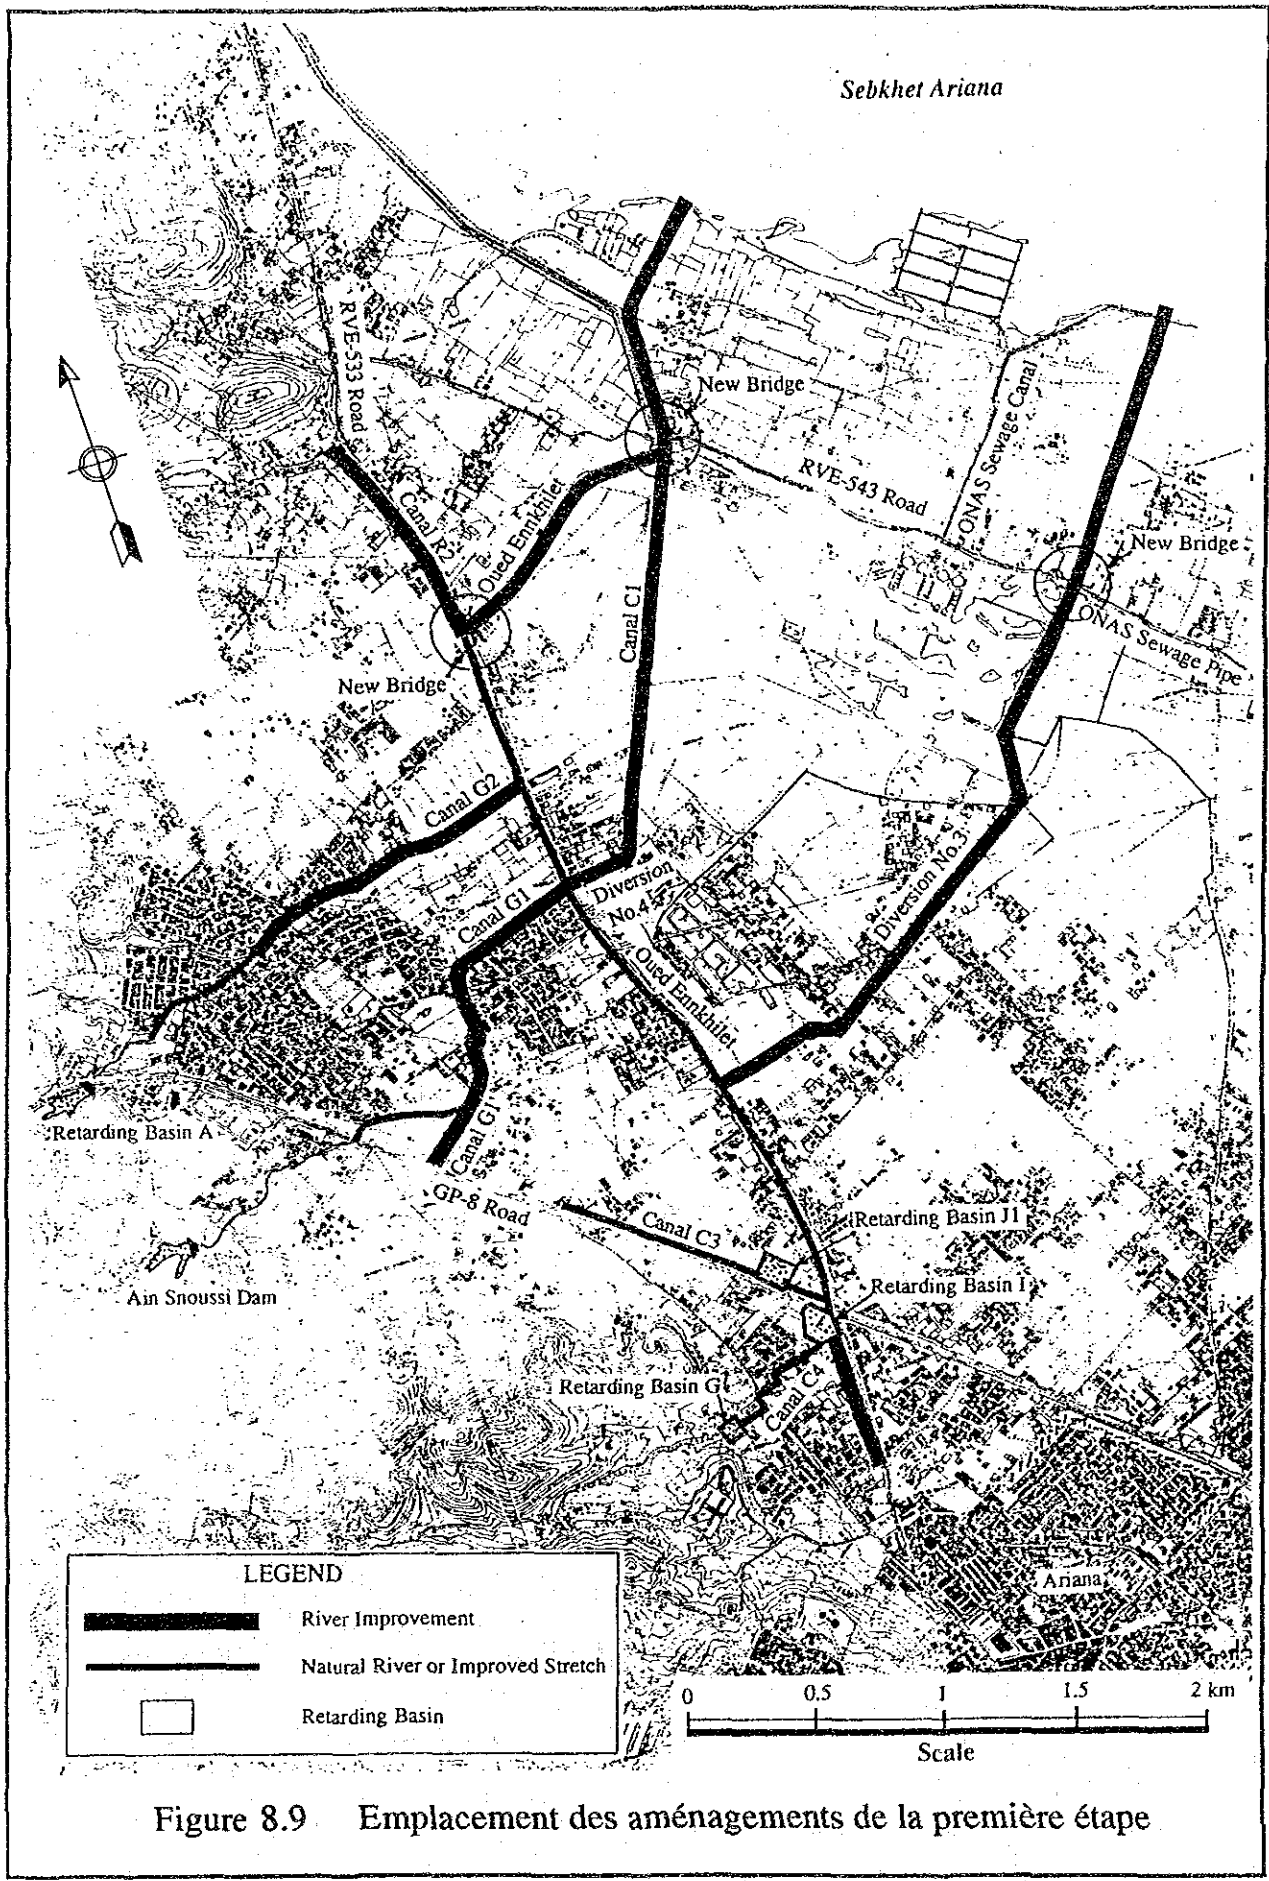 Sebkhet Ariana
RVE-533 Road
New Bridge
ONAS Sewage Canal
RVE-543 Road
Canal R2
Oued Ennkhilet
New Bridge
Canal C1
ONAS Sewage Pipe
New Bridge
Canal G2
Diversion
No.4
Diversion No.3
Canal G1
Oued Ennkhilet
Retarding Basin A
Canal G1
GP-8 Road
Canal C3
Retarding Basin J1
Retarding Basin I
Ain Snoussi Dam
Retarding Basin G
Canal C4
Ariana
LEGEND
River Improvement
Natural River or Improved Stretch
Retarding Basin
0 0.5 1 1.5 2 km
Scale
Figure 8.9 Emplacement des aménagements de la première étape